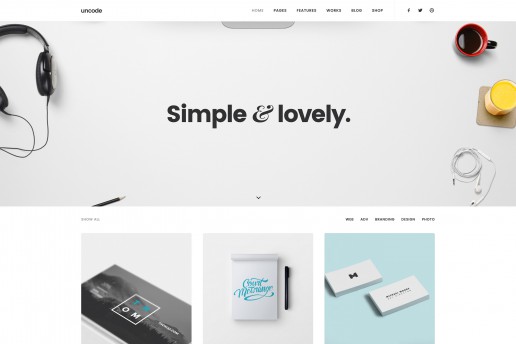 uncode
HOME PAGES FEATURES WORKS BLOG SHOP
Simple & lovely.
SHOW ALL
WEB ADV BRANDING DESIGN PHOTO